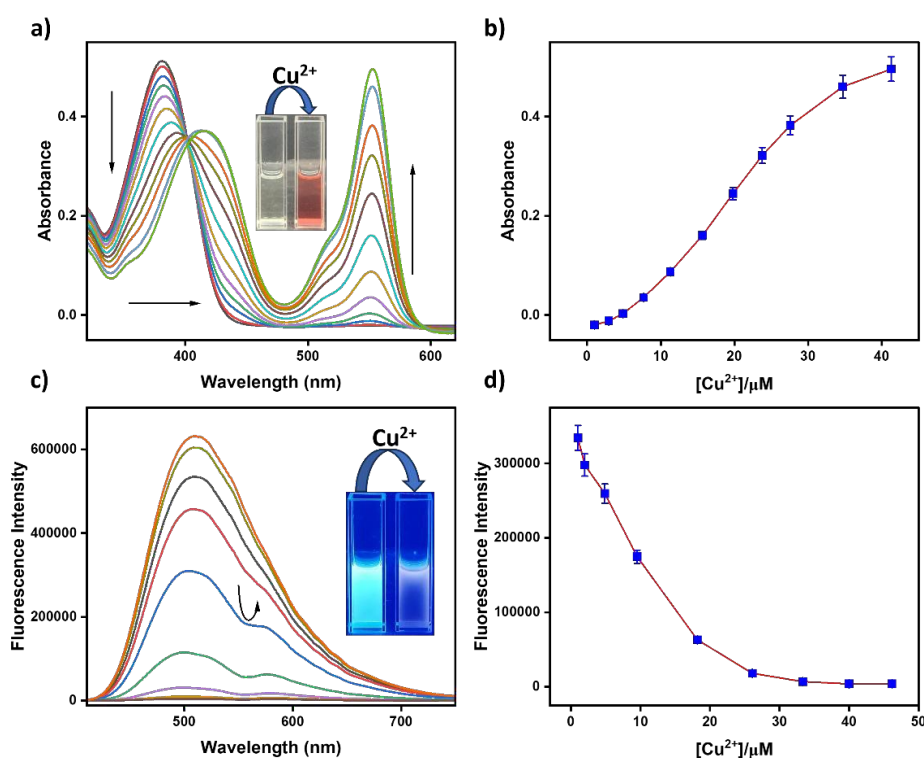 a)
Cu²⁺
0.4
0.2
0.0
Absorbance
400
500
600
Wavelength (nm)
b)
0.4
0.2
0.0
Absorbance
0
10
20
30
40
[Cu²⁺]/μM
c)
Cu²⁺
600000
400000
200000
0
Fluorescence Intensity
500
600
700
Wavelength (nm)
d)
300000
200000
100000
0
Fluorescence Intensity
0
10
20
30
40
50
[Cu²⁺]/μM